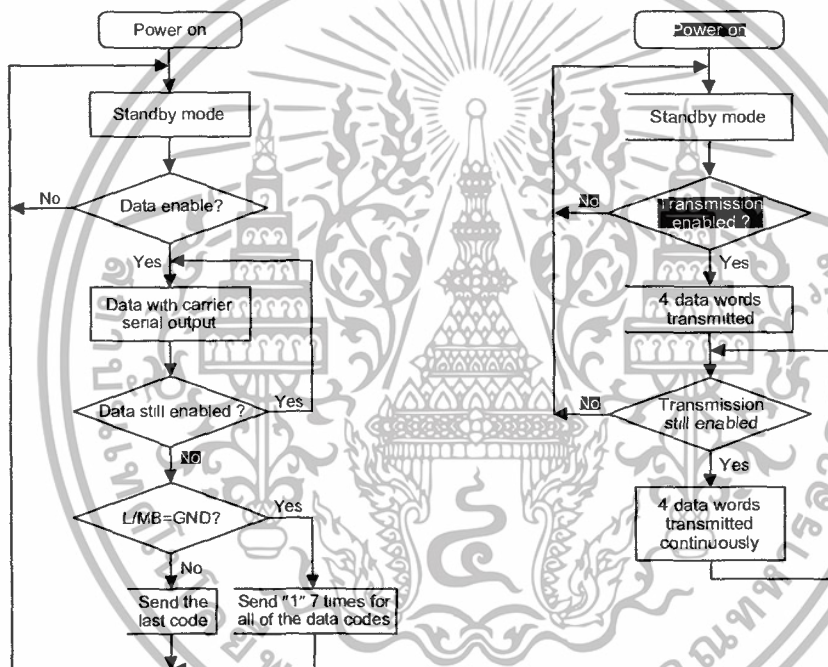 Power on
Standby mode
Data enable?
No
Yes
Data with carrier
serial output
Data still enabled ?
Yes
No
L/MB=GND?
Yes
No
Send the
last code
Send "1" 7 times for
all of the data codes
Power on
Standby mode
Transmission
enabled ?
No
Yes
4 data words
transmitted
Transmission
still enabled
No
Yes
4 data words
transmitted
continuously